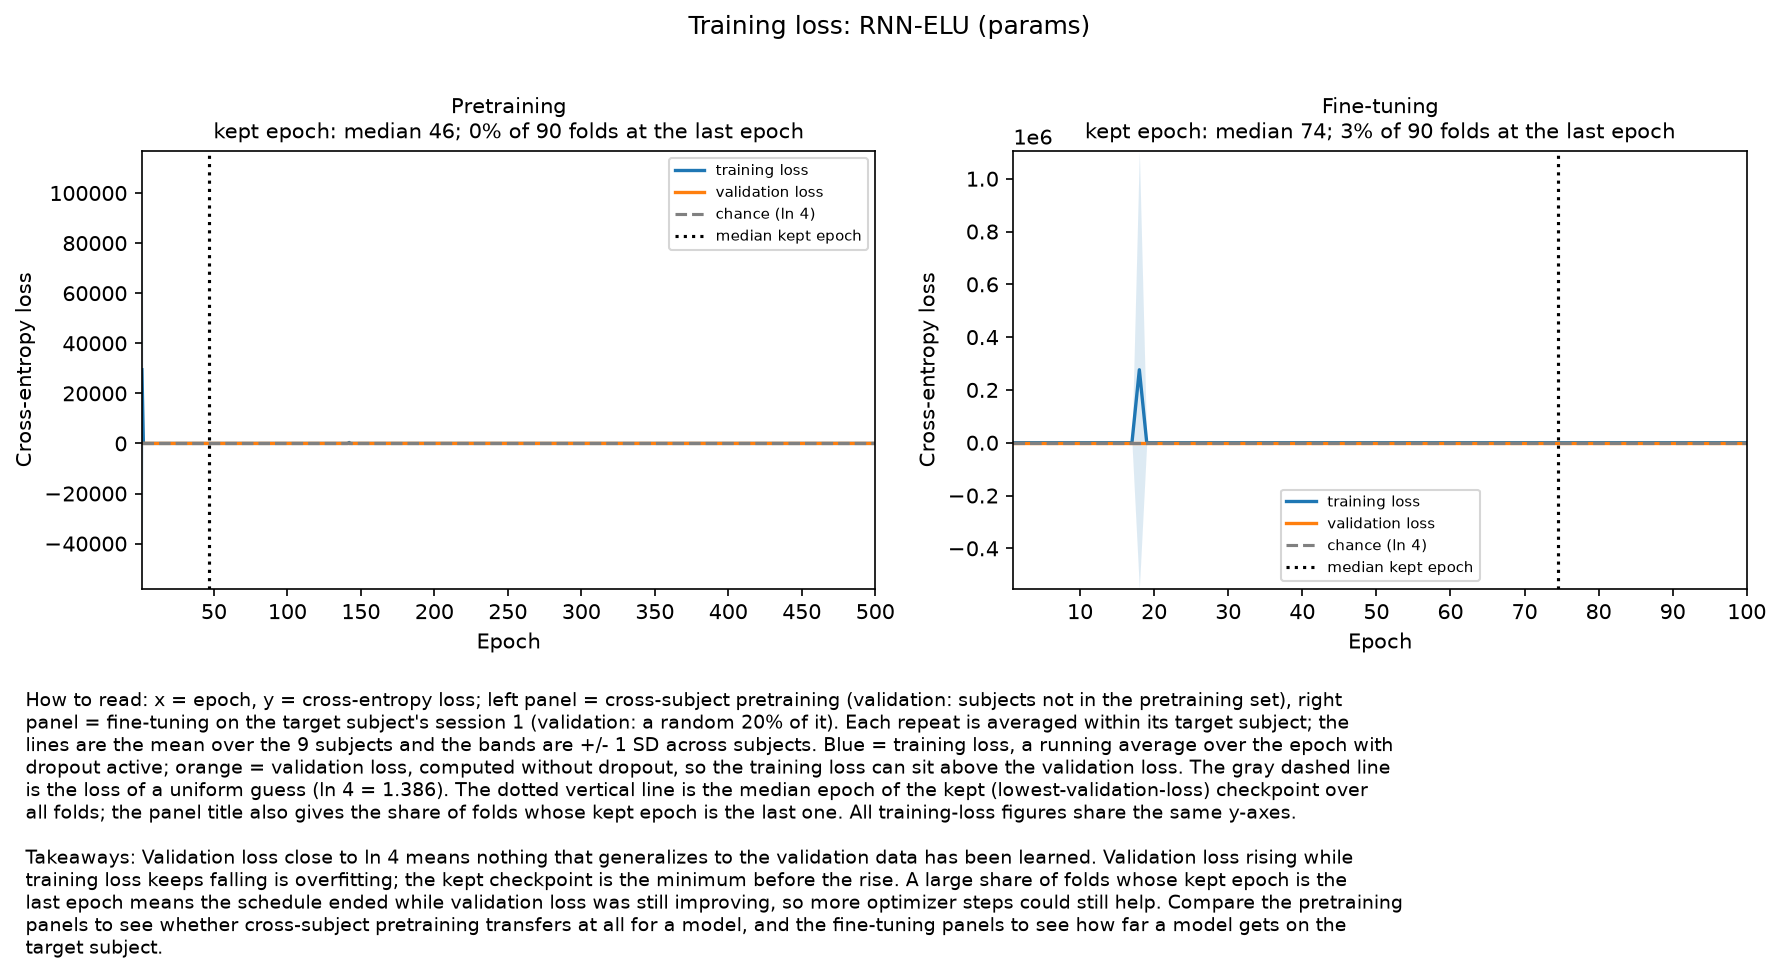 Training loss: RNN-ELU (params)
Pretraining
kept epoch: median 46; 0% of 90 folds at the last epoch
Cross-entropy loss
100000
80000
60000
40000
20000
0
−20000
−40000
50 100 150 200 250 300 350 400 450 500
Epoch
training loss
validation loss
chance (ln 4)
median kept epoch
Fine-tuning
kept epoch: median 74; 3% of 90 folds at the last epoch
1e6
Cross-entropy loss
1.0
0.8
0.6
0.4
0.2
0.0
−0.2
−0.4
10 20 30 40 50 60 70 80 90 100
Epoch
training loss
validation loss
chance (ln 4)
median kept epoch
How to read: x = epoch, y = cross-entropy loss; left panel = cross-subject pretraining (validation: subjects not in the pretraining set), right
panel = fine-tuning on the target subject's session 1 (validation: a random 20% of it). Each repeat is averaged within its target subject; the
lines are the mean over the 9 subjects and the bands are +/- 1 SD across subjects. Blue = training loss, a running average over the epoch with
dropout active; orange = validation loss, computed without dropout, so the training loss can sit above the validation loss. The gray dashed line
is the loss of a uniform guess (ln 4 = 1.386). The dotted vertical line is the median epoch of the kept (lowest-validation-loss) checkpoint over
all folds; the panel title also gives the share of folds whose kept epoch is the last one. All training-loss figures share the same y-axes.
Takeaways: Validation loss close to ln 4 means nothing that generalizes to the validation data has been learned. Validation loss rising while
training loss keeps falling is overfitting; the kept checkpoint is the minimum before the rise. A large share of folds whose kept epoch is the
last epoch means the schedule ended while validation loss was still improving, so more optimizer steps could still help. Compare the pretraining
panels to see whether cross-subject pretraining transfers at all for a model, and the fine-tuning panels to see how far a model gets on the
target subject.